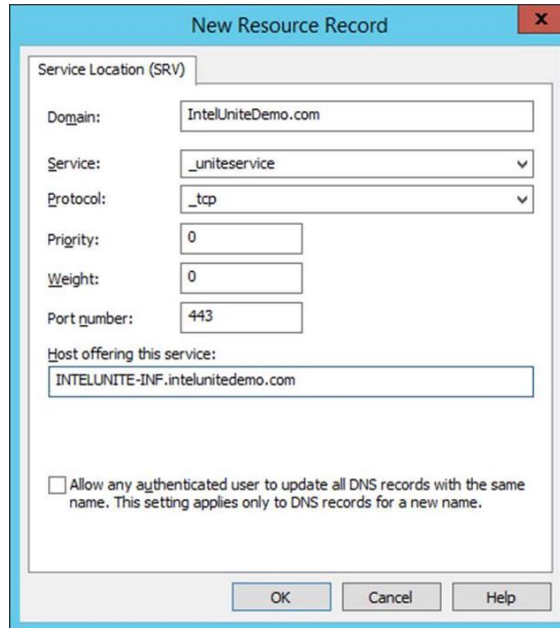 New Resource Record
x
Service Location (SRV)
Domain: IntelUniteDemo.com
Service: _uniteservice
Protocol: _tcp
Priority: 0
Weight: 0
Port number: 443
Host offering this service:
INTELUNITE-INF.intelunitedemo.com
Allow any authenticated user to update all DNS records with the same
name. This setting applies only to DNS records for a new name.
OK Cancel Help